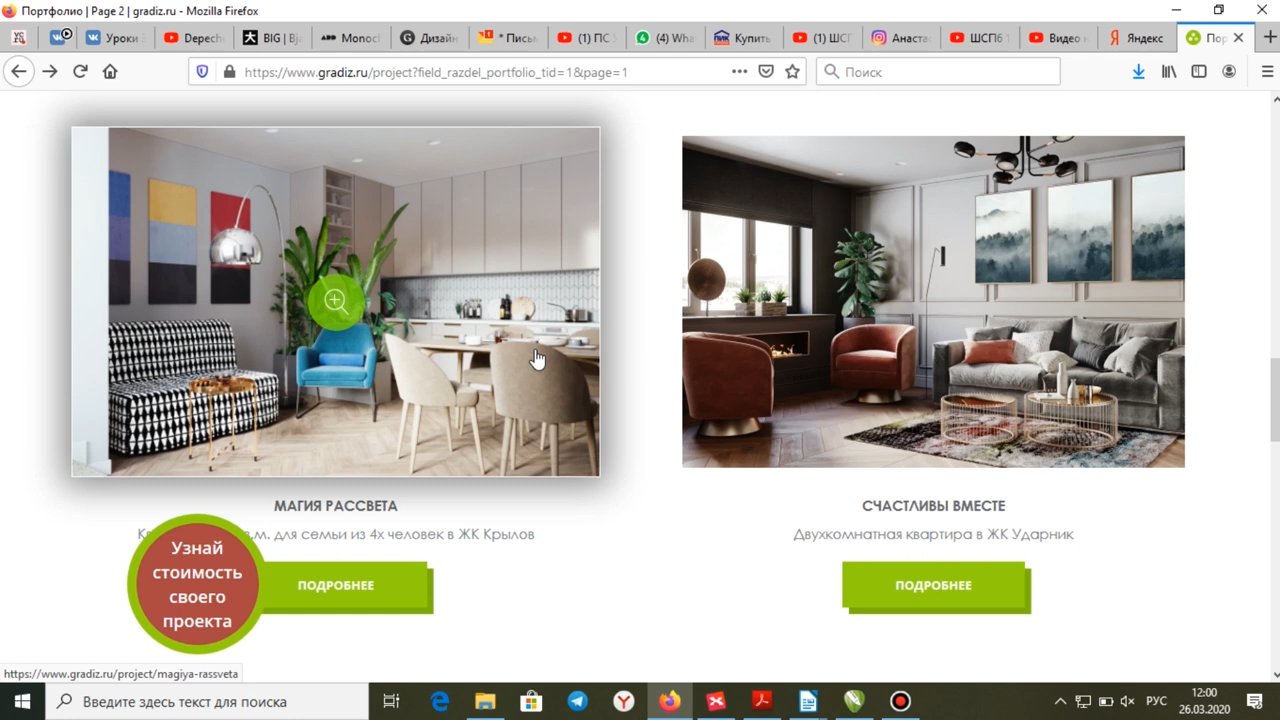 Портфолио | Page 2 | gradiz.ru - Mozilla Firefox
Уроки
Depech
BIG | Bja
Monoc
Дизайн
* Пись
(1) ПС
(4) Wha
Купить
(1) ШС
Анаста
ШСП6
Видео
Яндекс
Пор
https://www.gradiz.ru/project?field_razdel_portfolio_tid=1&page=1
Поиск
МАГИЯ РАССВЕТА
СЧАСТЛИВЫ ВМЕСТЕ
в.м. для семьи из 4х человек в ЖК Крылов
Двухкомнатная квартира в ЖК Ударник
Узнай
стоимость
своего
проекта
ПОДРОБНЕЕ
ПОДРОБНЕЕ
https://www.gradiz.ru/project/magiya-rassveta
Введите здесь текст для поиска
РУС
12:00
26.03.2020